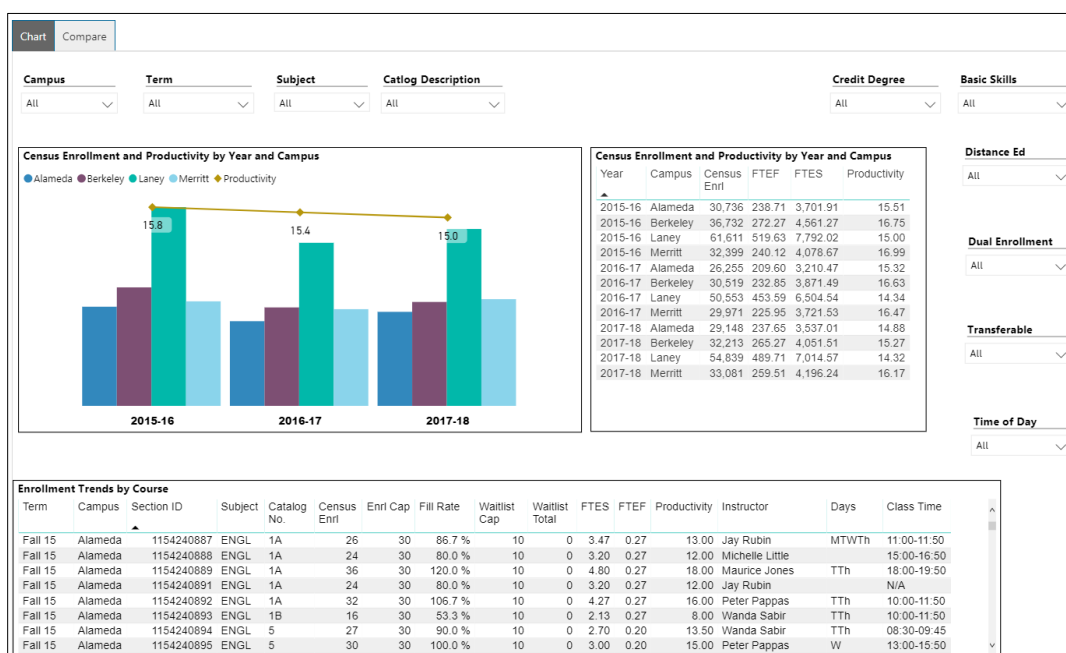 Chart Compare
Campus Term Subject Catlog Description Credit Degree Basic Skills
All All All All All All
Census Enrollment and Productivity by Year and Campus
Alameda Berkeley Laney Merritt Productivity
15.8
15.4
15.0
2015-16 2016-17 2017-18
Census Enrollment and Productivity by Year and Campus
Year Campus Census Enrl FTEF FTES Productivity
2015-16 Alameda 30,736 238.71 3,701.91 15.51
2015-16 Berkeley 36,732 272.27 4,561.27 16.75
2015-16 Laney 61,611 519.63 7,792.02 15.00
2015-16 Merritt 32,399 240.12 4,078.67 16.99
2016-17 Alameda 26,255 209.60 3,210.47 15.32
2016-17 Berkeley 30,519 232.85 3,871.49 16.63
2016-17 Laney 50,553 453.59 6,504.54 14.34
2016-17 Merritt 29,971 225.95 3,721.53 16.47
2017-18 Alameda 29,148 237.65 3,537.01 14.88
2017-18 Berkeley 32,213 265.27 4,051.51 15.27
2017-18 Laney 54,839 489.71 7,014.57 14.32
2017-18 Merritt 33,081 259.51 4,196.24 16.17
Distance Ed
All
Dual Enrollment
All
Transferable
All
Time of Day
All
Enrollment Trends by Course
Term Campus Section ID Subject Catalog No. Census Enrl Enrl Cap Fill Rate Waitlist Cap Waitlist Total FTES FTEF Productivity Instructor Days Class Time
Fall 15 Alameda 1154240887 ENGL 1A 26 30 86.7 % 10 0 3.47 0.27 13.00 Jay Rubin MTWTh 11:00-11:50
Fall 15 Alameda 1154240888 ENGL 1A 24 30 80.0 % 10 0 3.20 0.27 12.00 Michelle Little 15:00-16:50
Fall 15 Alameda 1154240889 ENGL 1A 36 30 120.0 % 10 0 4.80 0.27 18.00 Maurice Jones TTh 18:00-19:50
Fall 15 Alameda 1154240891 ENGL 1A 24 30 80.0 % 10 0 3.20 0.27 12.00 Jay Rubin N/A
Fall 15 Alameda 1154240892 ENGL 1A 32 30 106.7 % 10 0 4.27 0.27 16.00 Peter Pappas TTh 10:00-11:50
Fall 15 Alameda 1154240893 ENGL 1B 16 30 53.3 % 10 0 2.13 0.27 8.00 Wanda Sabir TTh 10:00-11:50
Fall 15 Alameda 1154240894 ENGL 5 27 30 90.0 % 10 0 2.70 0.20 13.50 Wanda Sabir TTh 08:30-09:45
Fall 15 Alameda 1154240895 ENGL 5 30 30 100.0 % 10 0 3.00 0.20 15.00 Peter Pappas W 13:00-15:50